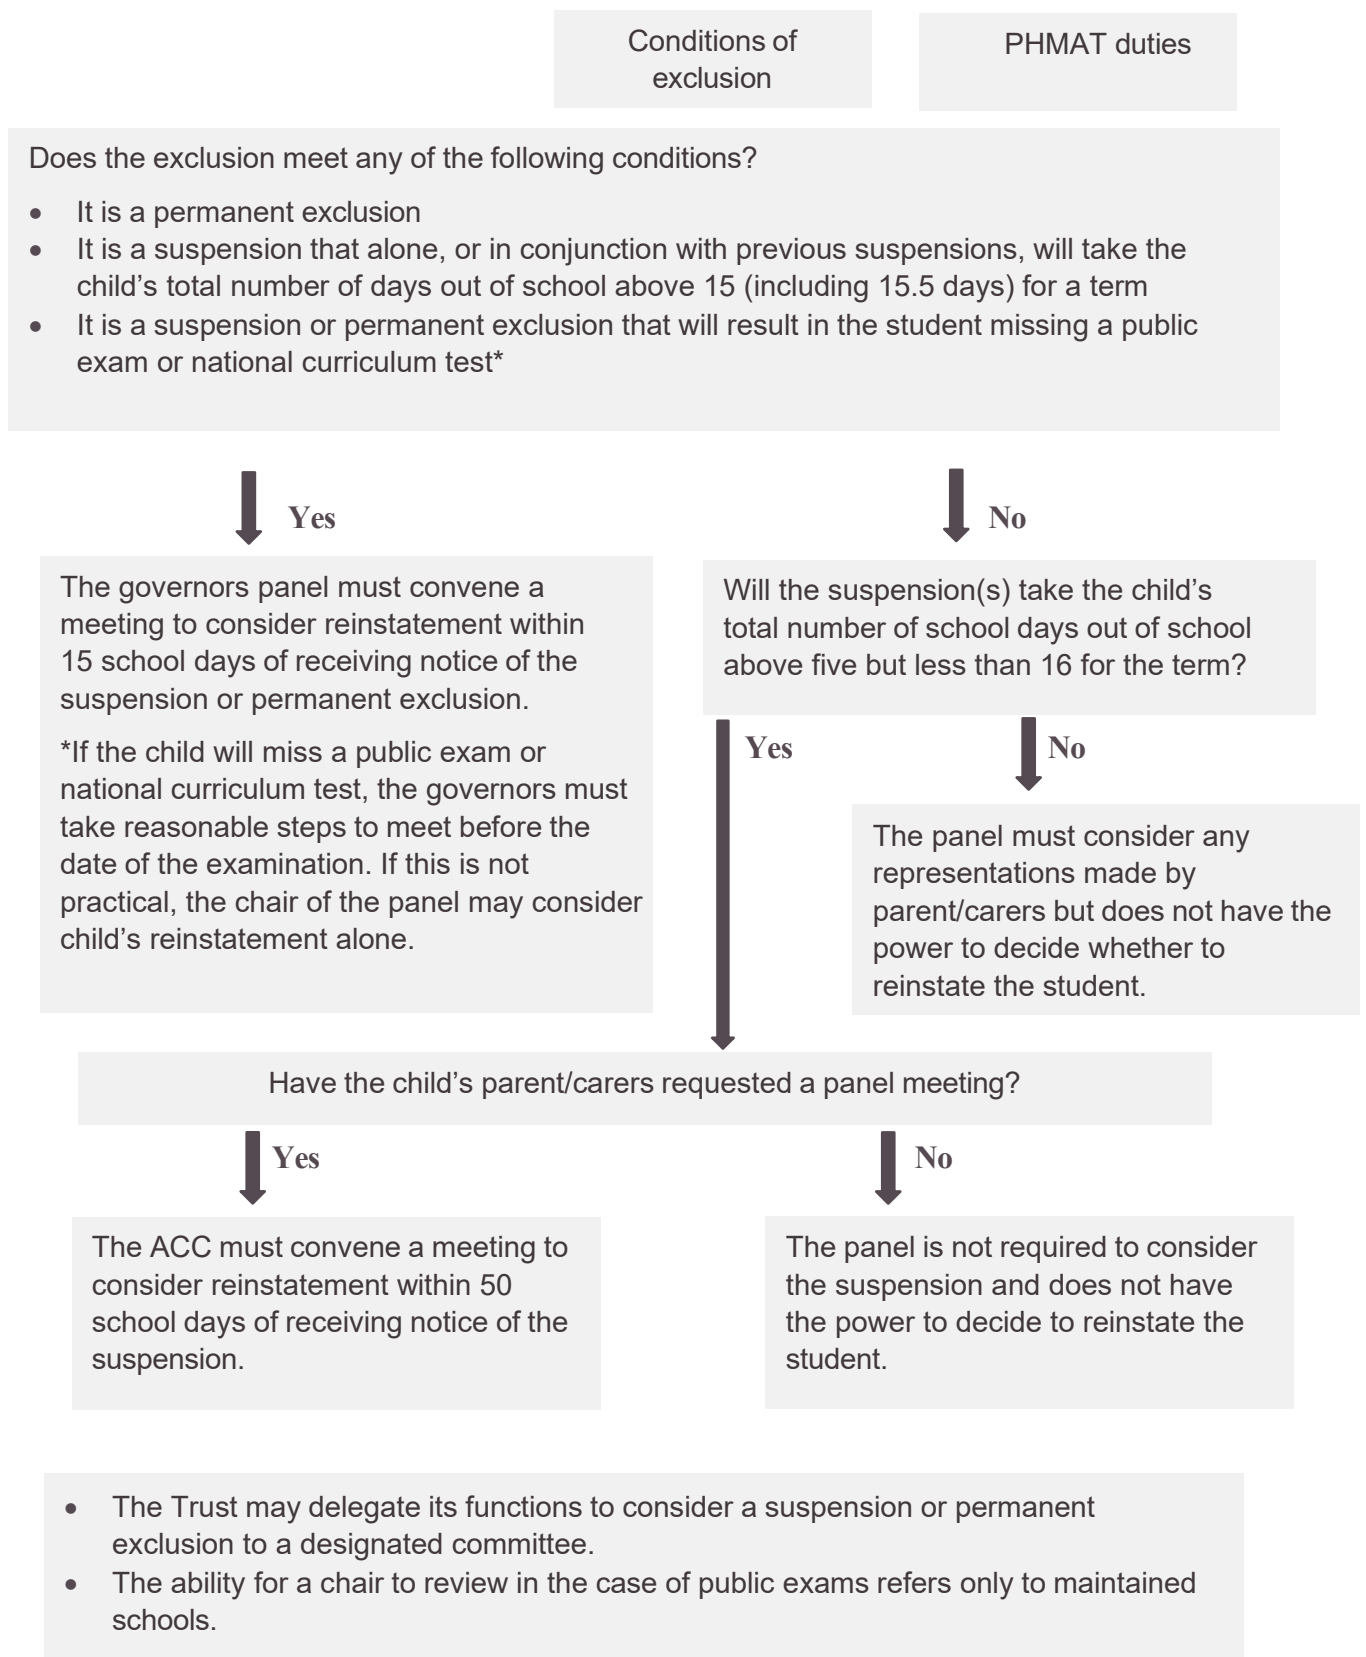 Conditions of
exclusion
PHMAT duties
Does the exclusion meet any of the following conditions?
• It is a permanent exclusion
• It is a suspension that alone, or in conjunction with previous suspensions, will take the
child’s total number of days out of school above 15 (including 15.5 days) for a term
• It is a suspension or permanent exclusion that will result in the student missing a public
exam or national curriculum test*
Yes
No
The governors panel must convene a
meeting to consider reinstatement within
15 school days of receiving notice of the
suspension or permanent exclusion.
*If the child will miss a public exam or
national curriculum test, the governors must
take reasonable steps to meet before the
date of the examination. If this is not
practical, the chair of the panel may consider
child’s reinstatement alone.
Will the suspension(s) take the child’s
total number of school days out of school
above five but less than 16 for the term?
Yes
No
The panel must consider any
representations made by
parent/carers but does not have the
power to decide whether to
reinstate the student.
Have the child’s parent/carers requested a panel meeting?
Yes
No
The ACC must convene a meeting to
consider reinstatement within 50
school days of receiving notice of the
suspension.
The panel is not required to consider
the suspension and does not have
the power to decide to reinstate the
student.
• The Trust may delegate its functions to consider a suspension or permanent
exclusion to a designated committee.
• The ability for a chair to review in the case of public exams refers only to maintained
schools.